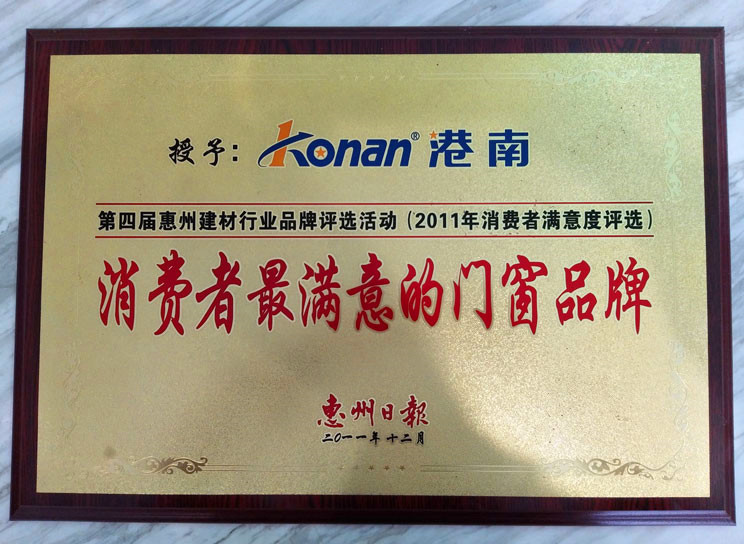 授予：Konan® 港南
第四届惠州建材行业品牌评选活动（2011年消费者满意度评选）
消费者最满意的门窗品牌
惠州日報
二0一一年十二月